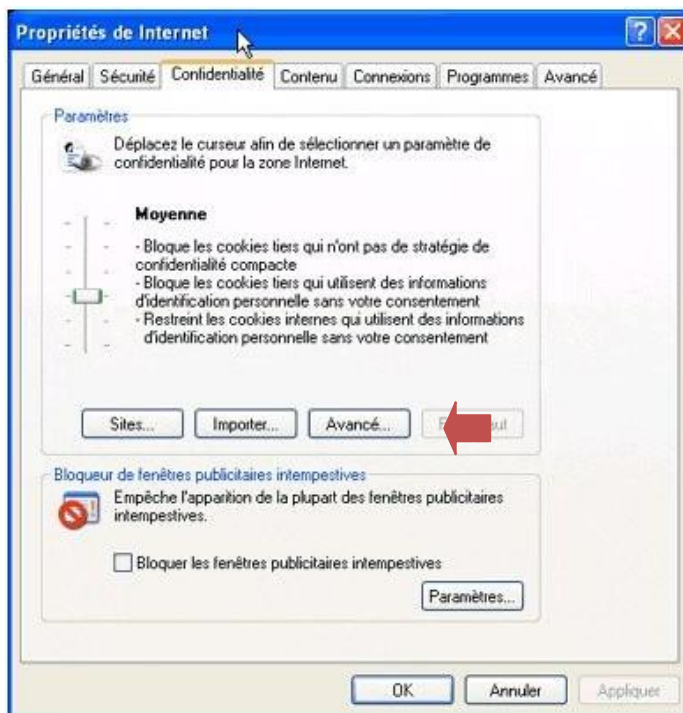 Propriétés de Internet
Général Sécurité Confidentialité Contenu Connexions Programmes Avancé
Paramètres
Déplacez le curseur afin de sélectionner un paramètre de
confidentialité pour la zone Internet.
Moyenne
- Bloque les cookies tiers qui n'ont pas de stratégie de
confidentialité compacte
- Bloque les cookies tiers qui utilisent des informations
d'identification personnelle sans votre consentement
- Restreint les cookies internes qui utilisent des informations
d'identification personnelle sans votre consentement
Sites... Importer... Avancé...
Bloqueur de fenêtres publicitaires intempestives
Empêche l'apparition de la plupart des fenêtres publicitaires
intempestives.
Bloquer les fenêtres publicitaires intempestives
Paramètres...
OK Annuler Appliquer